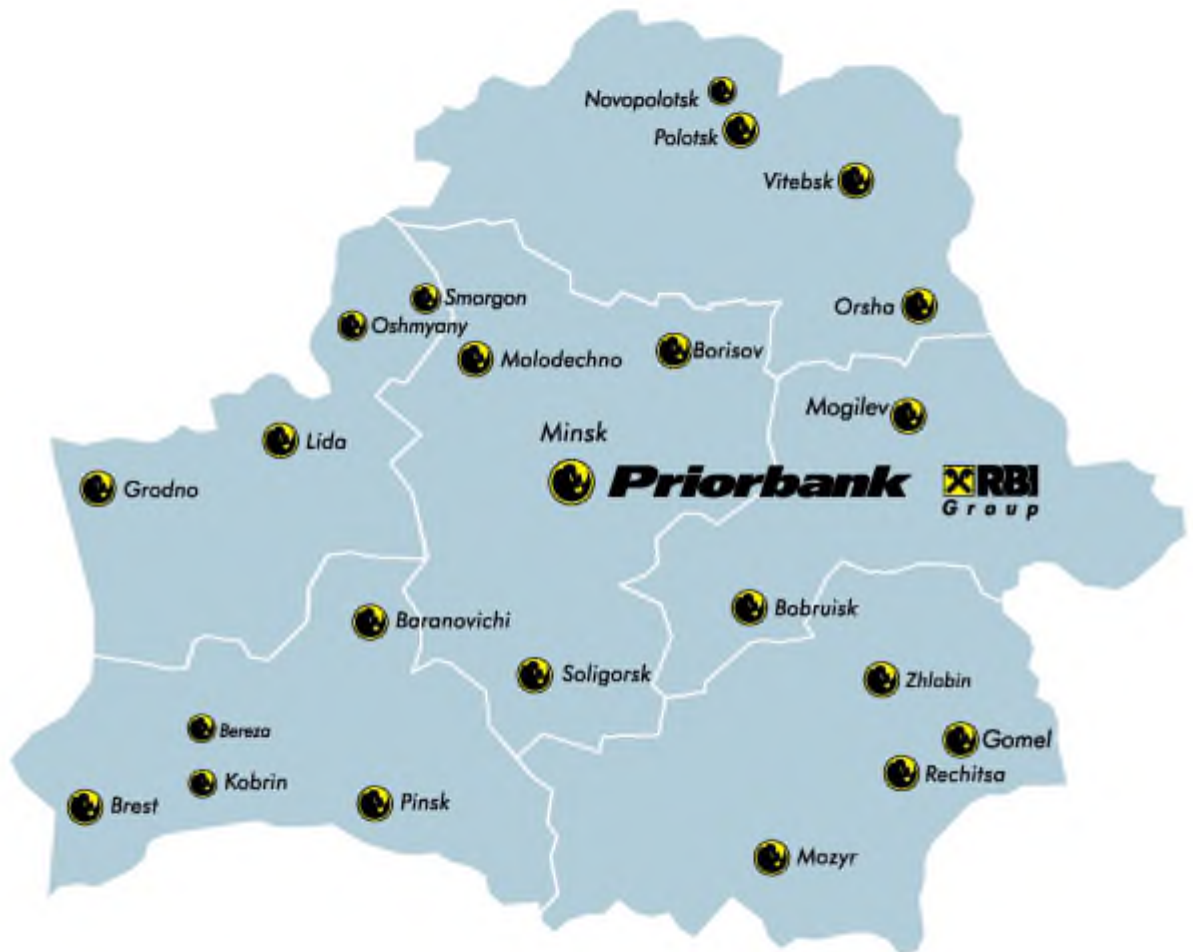 Novopolotsk
Polotsk
Vitebsk
Smorgon
Orsha
Oshmyany
Borisov
Molodechno
Mogilev
Minsk
Lida
Priorbank RBI
Group
Grodno
Bobruisk
Baranovichi
Soligorsk
Zhlobin
Bereza
Gomel
Rechitsa
Kobrin
Pinsk
Brest
Mozyr